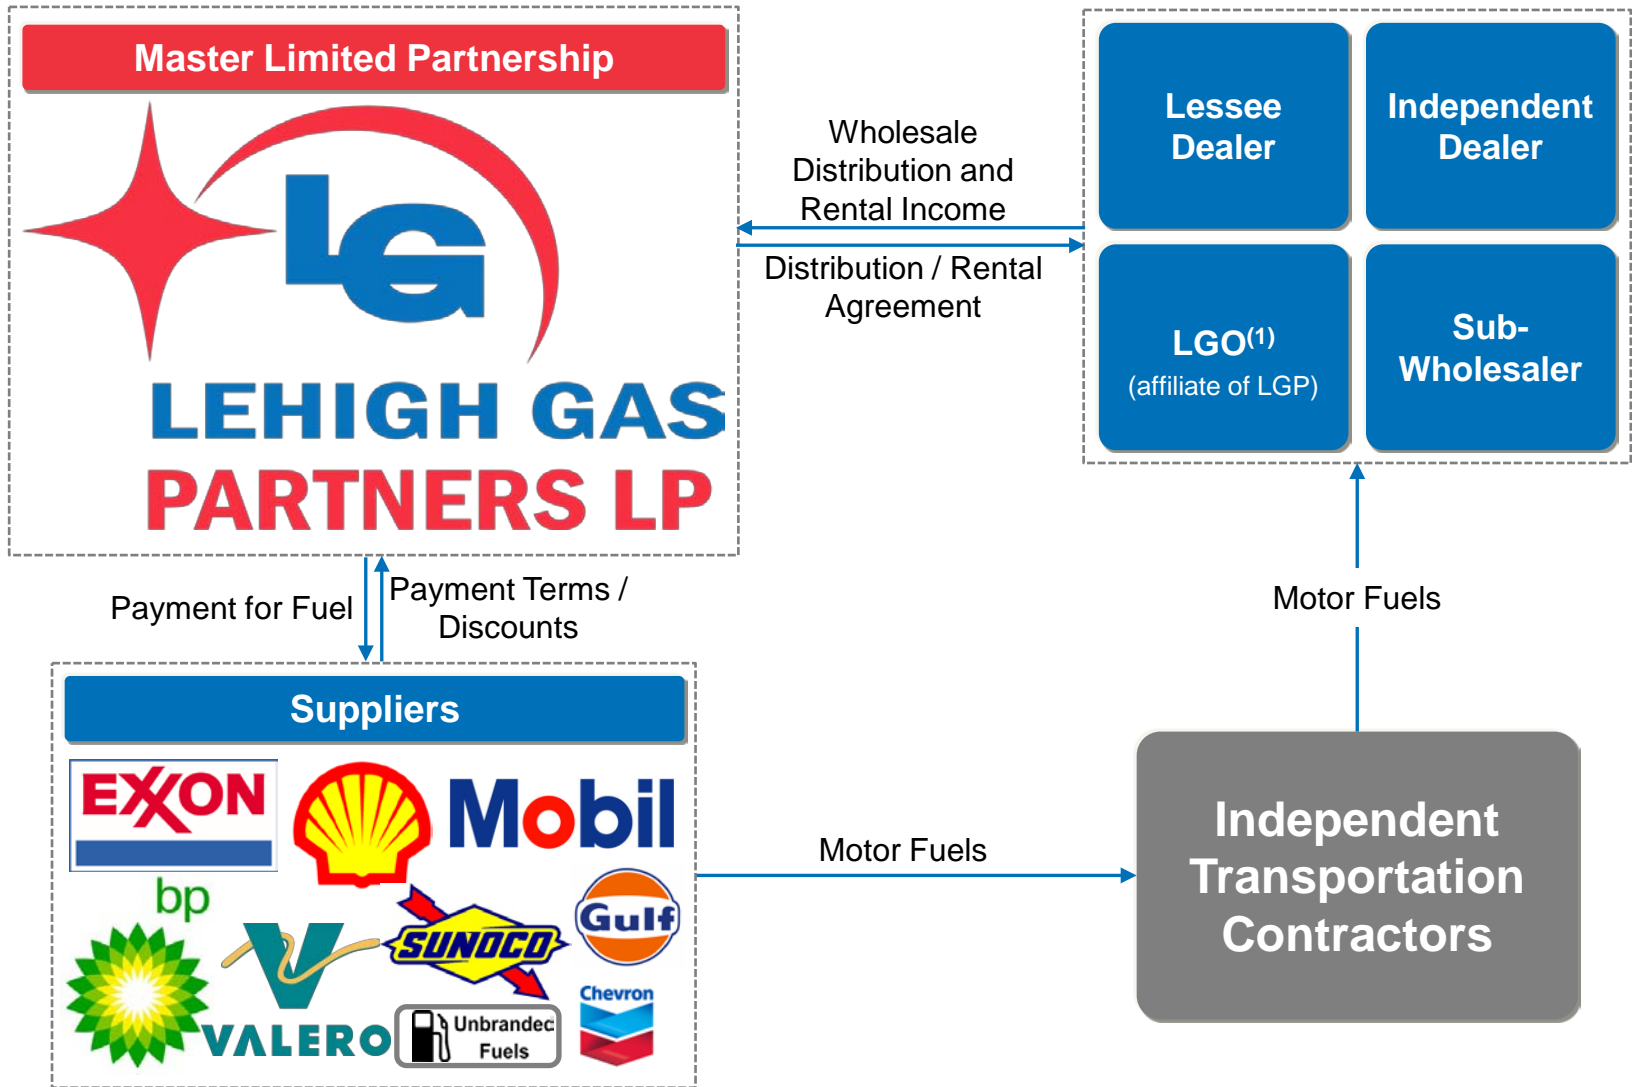 Master Limited Partnership
LG
LEHIGH GAS
PARTNERS LP
Wholesale
Distribution and
Rental Income
Distribution / Rental
Agreement
Lessee
Dealer
Independent
Dealer
LGO(1)
(affiliate of LGP)
Sub-
Wholesaler
Payment for Fuel
Payment Terms /
Discounts
Motor Fuels
Suppliers
EXXON
Mobil
bp
VALERO
SUNOCO
Gulf
Unbranded
Fuels
Chevron
Motor Fuels
Independent
Transportation
Contractors